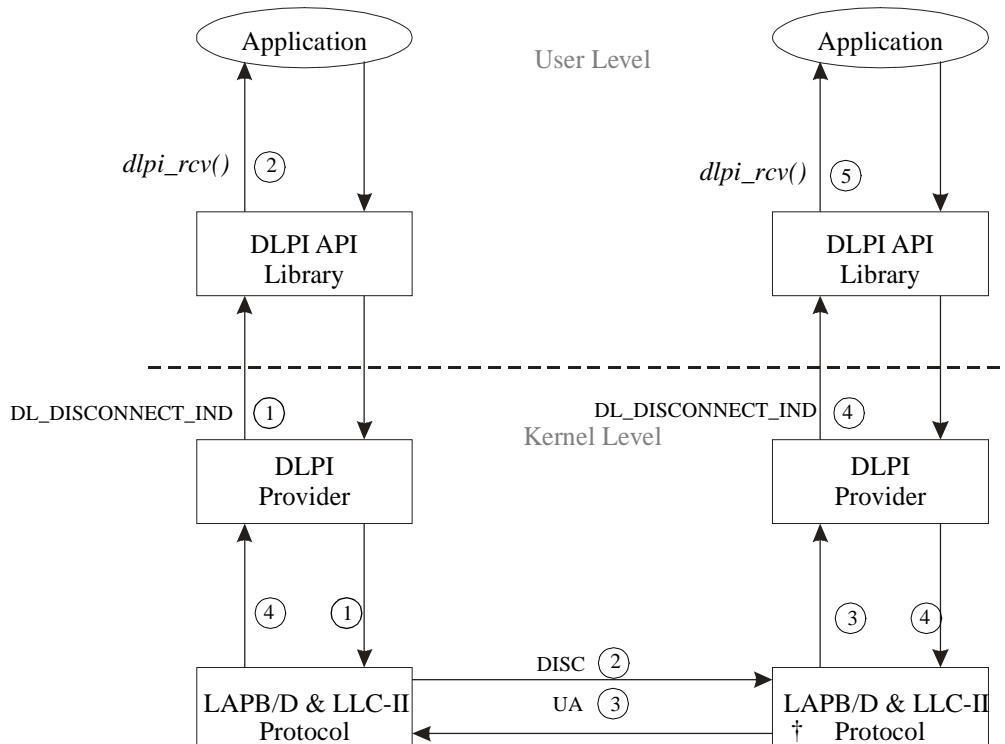 Application
Application
User Level
dlpi_rcv() 2
dlpi_rcv() 5
DLPI API
Library
DLPI API
Library
DL_DISCONNECT_IND 1
DL_DISCONNECT_IND 4
Kernel Level
DLPI
Provider
DLPI
Provider
4
1
3
4
DISC 2
UA 3
LAPB/D & LLC-II
Protocol
LAPB/D & LLC-II
† Protocol